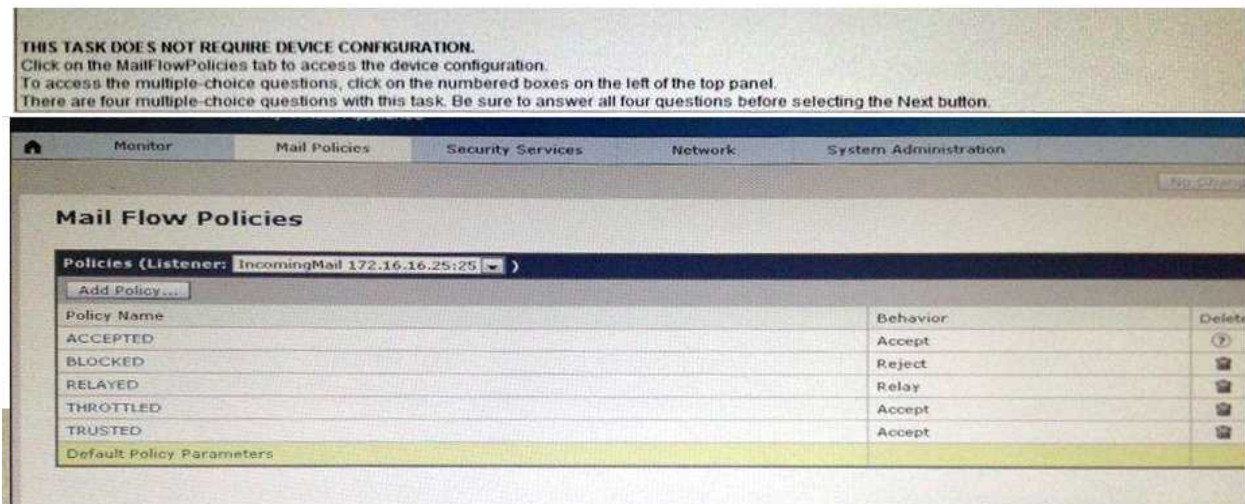 THIS TASK DOES NOT REQUIRE DEVICE CONFIGURATION.
Click on the MailFlowPolicies tab to access the device configuration.
To access the multiple-choice questions, click on the numbered boxes on the left of the top panel.
There are four multiple-choice questions with this task. Be sure to answer all four questions before selecting the Next button.
Monitor Mail Policies Security Services Network System Administration
No
Mail Flow Policies
Policies (Listener: IncomingMail 172.16.16.25:25 )
Add Policy...
Policy Name Behavior Delete
ACCEPTED Accept
BLOCKED Reject
RELAYED Relay
THROTTLED Accept
TRUSTED Accept
Default Policy Parameters